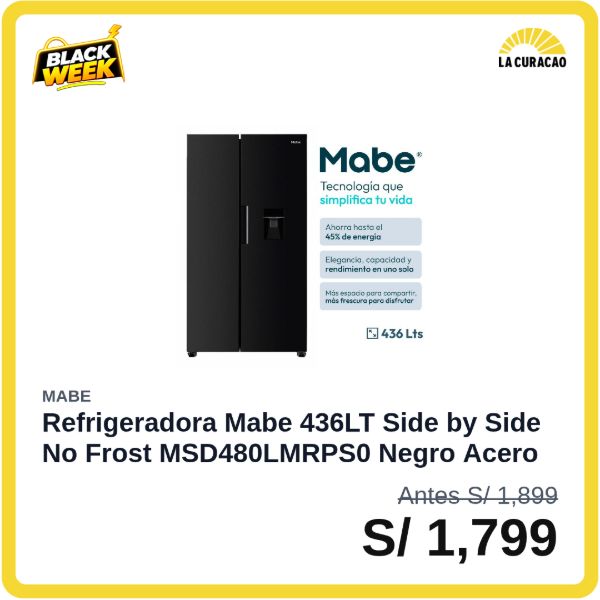 BLACK
WEEK
LA CURACAO
Mabe
Mabe®
Tecnología que
simplifica tu vida
Ahorra hasta el
45% de energía
Elegancia, capacidad y
rendimiento en uno solo
Más espacio para compartir,
más frescura para disfrutar
436 Lts
MABE
Refrigeradora Mabe 436LT Side by Side
No Frost MSD480LMRPS0 Negro Acero
Antes S/ 1,899
S/ 1,799